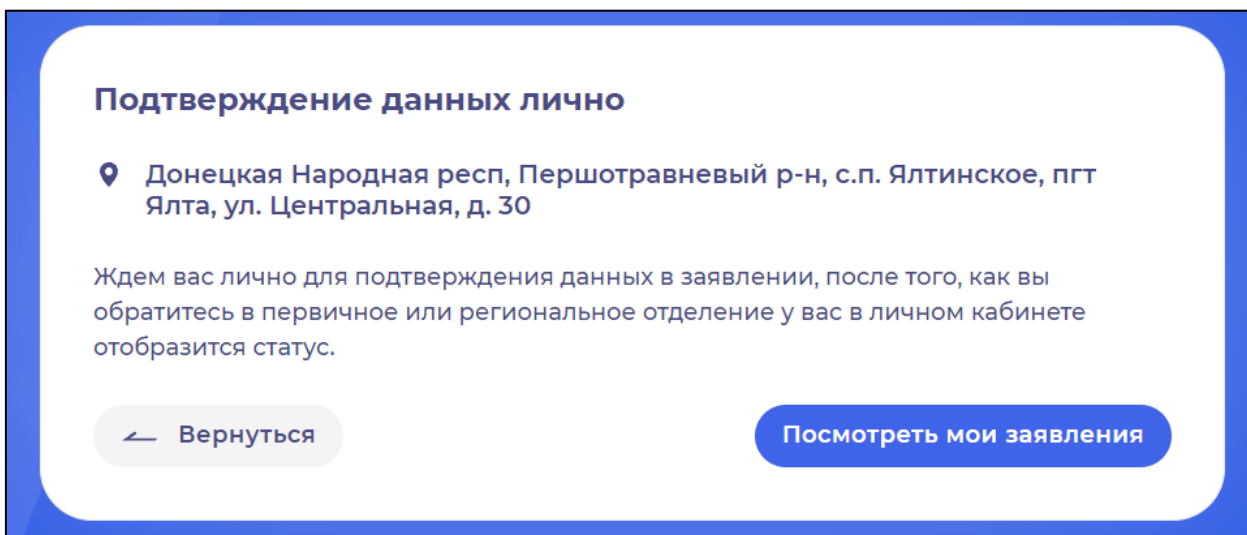 Подтверждение данных лично
Донецкая Народная респ, Першотравневый р-н, с.п. Ялтинское, пгт
Ялта, ул. Центральная, д. 30
Ждем вас лично для подтверждения данных в заявлении, после того, как вы
обратитесь в первичное или региональное отделение у вас в личном кабинете
отобразится статус.
Вернуться
Посмотреть мои заявления